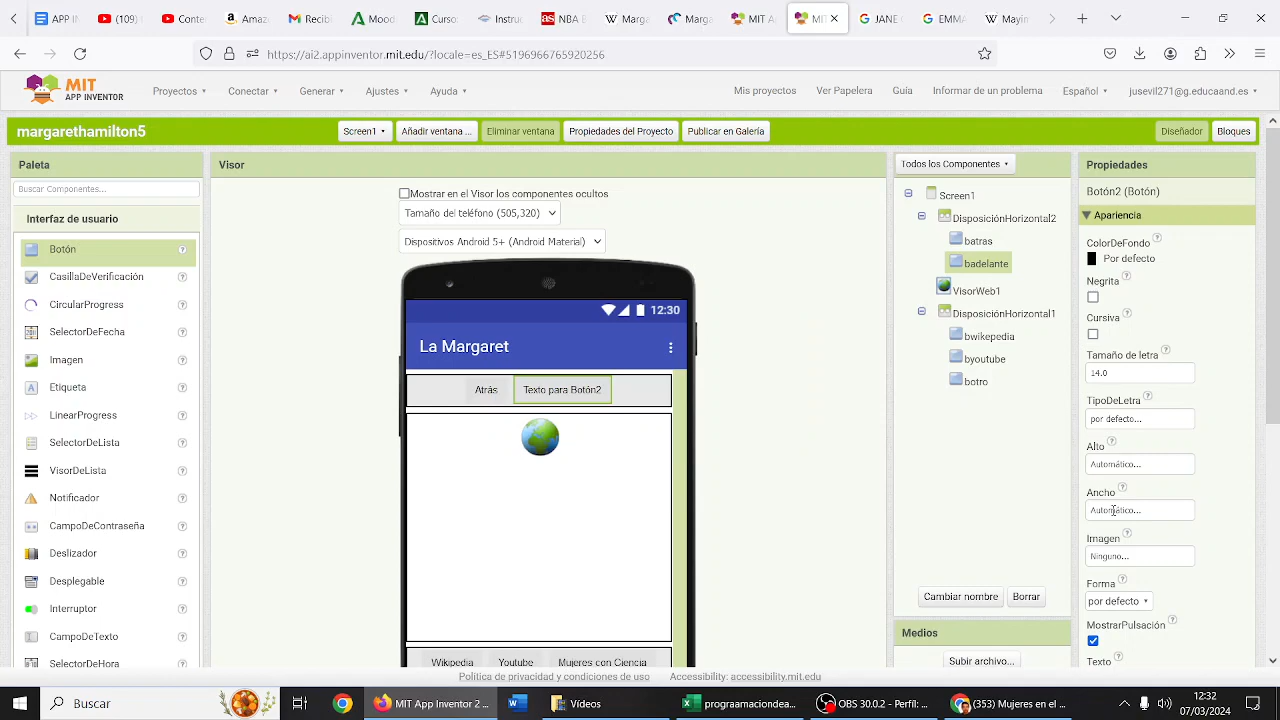 APP IN
(109)
Contc
Amaz
Recib
Mood
Curso
Instruc
NBA E
Marg
Marga
MIT A
MIT
JANE
EMMA
Mayin
https://ai2.appinventor.mit.edu/?locale=es_ES#5196966765920256
MIT
APP INVENTOR
Proyectos
Conectar
Generar
Ajustes
Ayuda
Mis proyectos
Ver Papelera
Guía
Informar de un problema
Español
jusevil271@g.educaand.es
margarethamilton5
Screen1
Añadir ventana ...
Eliminar ventana
Propiedades del Proyecto
Publicar en Galería
Diseñador
Bloques
Paleta
Buscar Componentes...
Interfaz de usuario
Botón
CasillaDeVerificación
CircularProgress
SelectorDeFecha
Imagen
Etiqueta
LinearProgress
SelectorDeLista
VisorDeLista
Notificador
CampoDeContraseña
Deslizador
Desplegable
Interruptor
CampoDeTexto
SelectorDeHora
Visor
Mostrar en el Visor los componentes ocultos
Tamaño del teléfono (505,320)
Dispositivos Android 5+ (Android Material)
12:30
La Margaret
Atrás
Texto para Botón2
Wikipedia
Youtube
Mujeres con Ciencia
Todos los Componentes
Screen1
DisposiciónHorizontal2
batras
badelante
VisorWeb1
DisposiciónHorizontal1
bwikepedia
byoutube
botro
Cambiar nombre
Borrar
Medios
Subir archivo...
Propiedades
Botón2 (Botón)
Apariencia
ColorDeFondo
Por defecto
Negrita
Cursiva
Tamaño de letra
14.0
TipoDeLetra
por defecto...
Alto
Automático...
Ancho
Automático...
Imagen
Ninguno...
Forma
por defecto
MostrarPulsación
Texto
Política de privacidad y condiciones de uso
Accessibility: accessibility.mit.edu
Buscar
MIT App Inventor 2 ...
Vídeos
programaciondea...
OBS 30.0.2 - Perfil: ...
(353) Mujeres en el ...
12:32
07/03/2024